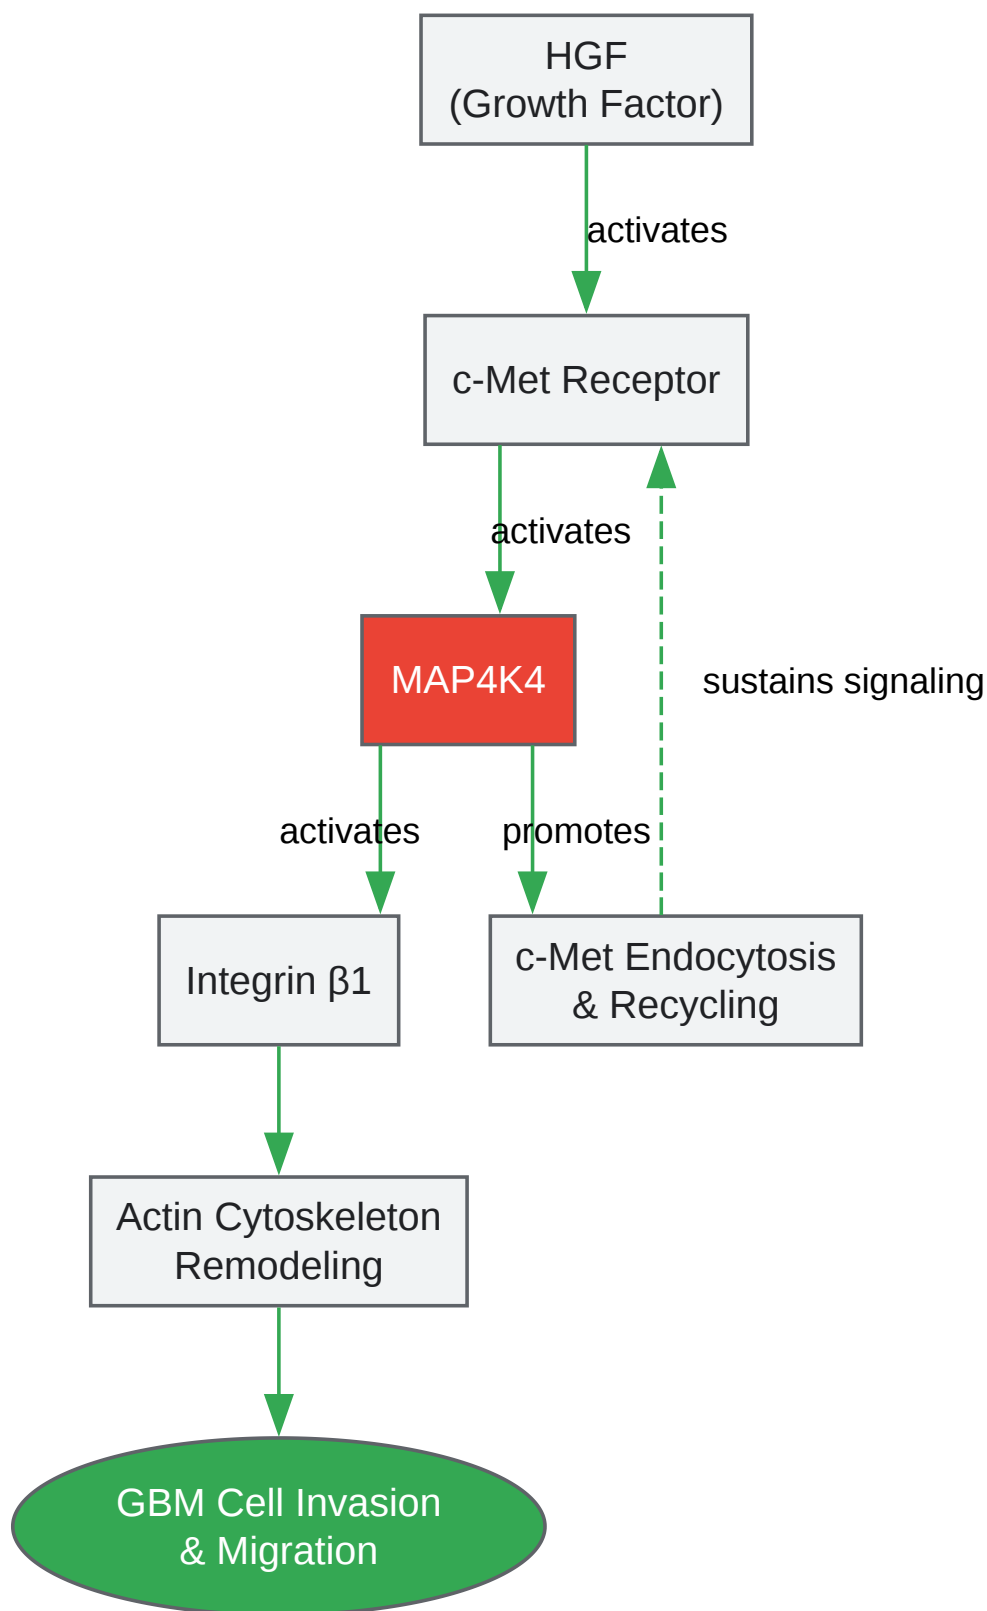 HGF
(Growth Factor)
activates
c-Met Receptor
activates
MAP4K4
sustains signaling
activates
promotes
Integrin β1
c-Met Endocytosis
& Recycling
Actin Cytoskeleton
Remodeling
GBM Cell Invasion
& Migration